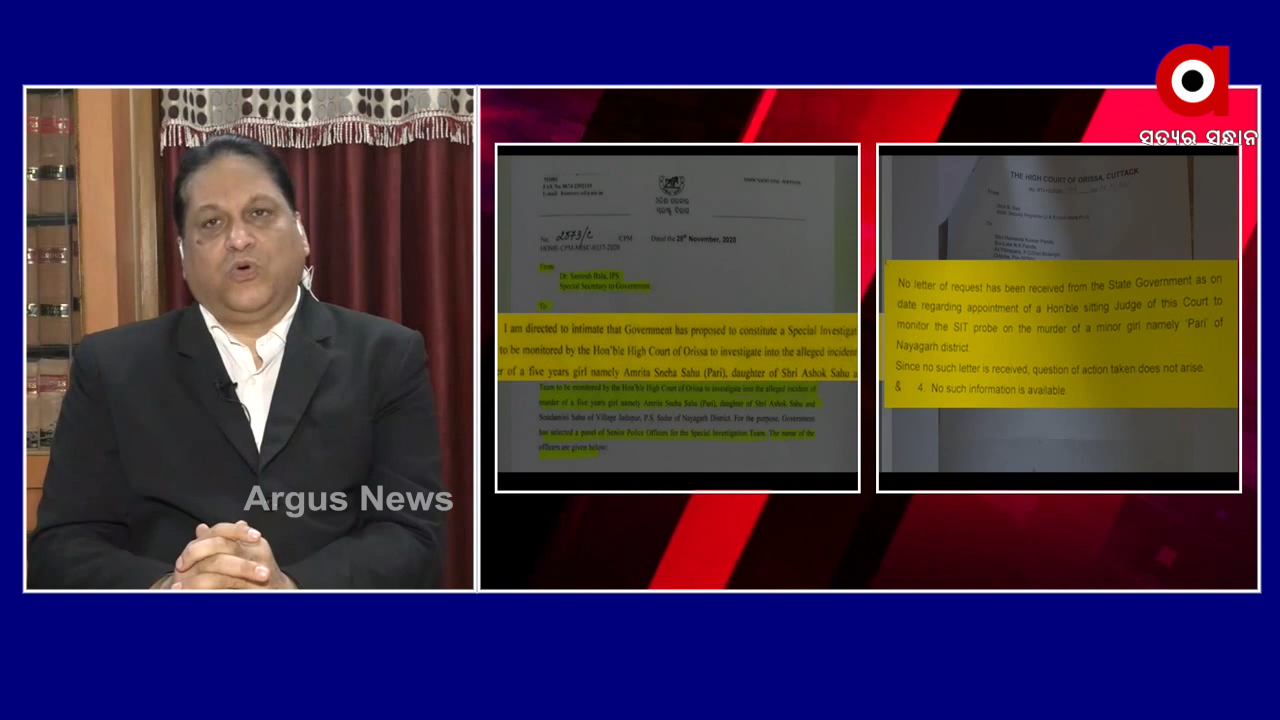 ସତ୍ୟର ସନ୍ଧାନ
Argus News
ଓଡ଼ିଶା ସରକାର
No. 2873/C /CPM
Dated the 28th November, 2020
From
Dr. Santosh Bala, IPS
Special Secretary to Government
To
I am directed to intimate that Government has proposed to constitute a Special Investigat
to be monitored by the Hon'ble High Court of Orissa to investigate into the alleged incident
r of a five years girl namely Amrita Sneha Sahu (Pari), daughter of Shri Ashok Sahu a
Team to be monitored by the Hon'ble High Court of Orissa to investigate into the alleged incident of
murder of a five years girl namely Amrita Sneha Sahu (Pari), daughter of Shri Ashok Sahu and
Soudamini Sahu of Village Jadupur, P.S. Sadar of Nayagarh District. For the purpose, Government
has selected a panel of Senior Police Officers for the Special Investigation Team. The name of the
officers are given below:
THE HIGH COURT OF ORISSA, CUTTACK
From
To
No letter of request has been received from the State Government as on
date regarding appointment of a Hon'ble sitting Judge of this Court to
monitor the SIT probe on the murder of a minor girl namely 'Pari' of
Nayagarh district.
Since no such letter is received, question of action taken does not arise.
& 4. No such information is available.